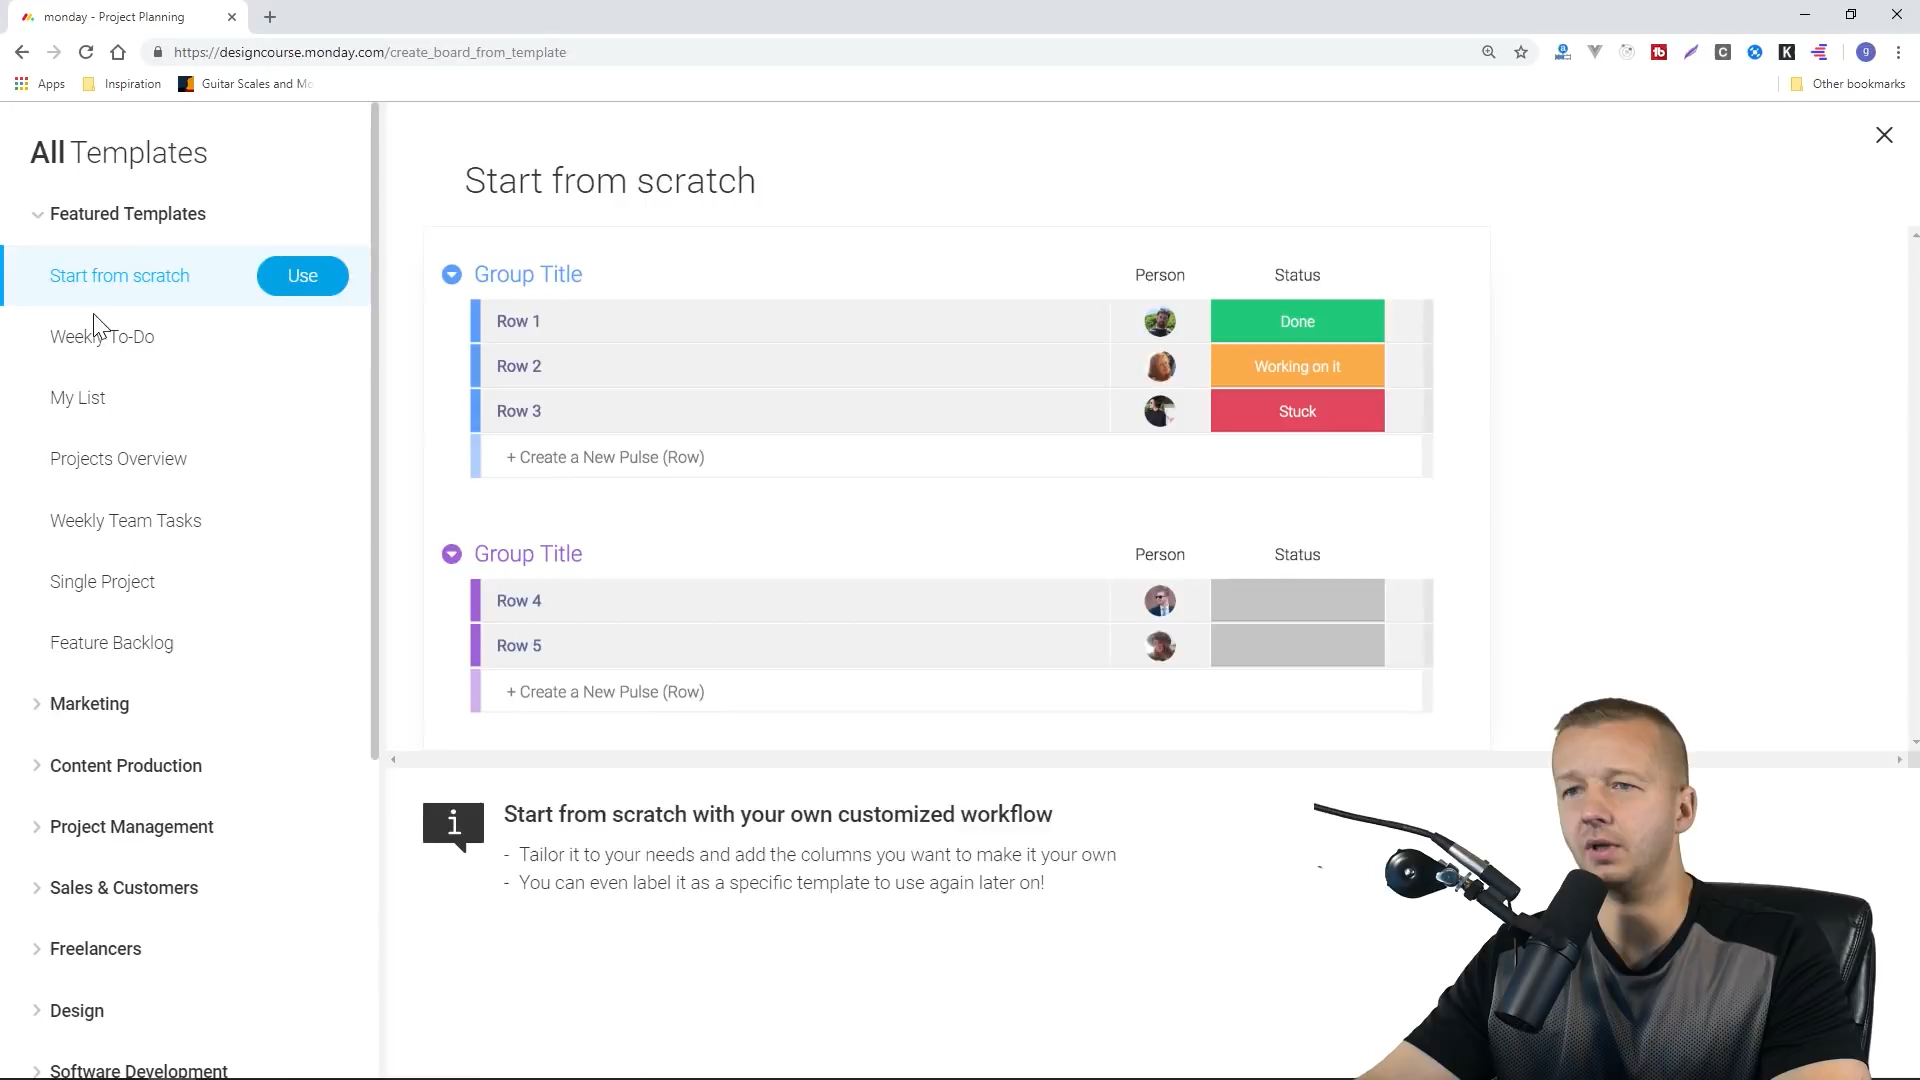 monday - Project Planning
https://designcourse.monday.com/create_board_from_template
Apps
Inspiration
Guitar Scales and Mo
Other bookmarks
All Templates
Featured Templates
Start from scratch
Use
Weekly To-Do
My List
Projects Overview
Weekly Team Tasks
Single Project
Feature Backlog
Marketing
Content Production
Project Management
Sales & Customers
Freelancers
Design
Software Development
Start from scratch
Group Title Person Status
Row 1 Done
Row 2 Working on it
Row 3 Stuck
+ Create a New Pulse (Row)
Group Title Person Status
Row 4
Row 5
+ Create a New Pulse (Row)
Start from scratch with your own customized workflow
- Tailor it to your needs and add the columns you want to make it your own
- You can even label it as a specific template to use again later on!